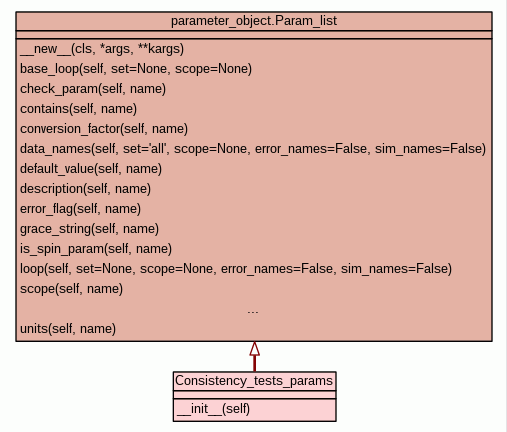 parameter_object.Param_list
__new__(cls, *args, **kargs)
base_loop(self, set=None, scope=None)
check_param(self, name)
contains(self, name)
conversion_factor(self, name)
data_names(self, set='all', scope=None, error_names=False, sim_names=False)
default_value(self, name)
description(self, name)
error_flag(self, name)
grace_string(self, name)
is_spin_param(self, name)
loop(self, set=None, scope=None, error_names=False, sim_names=False)
scope(self, name)
...
units(self, name)
Consistency_tests_params
__init__(self)